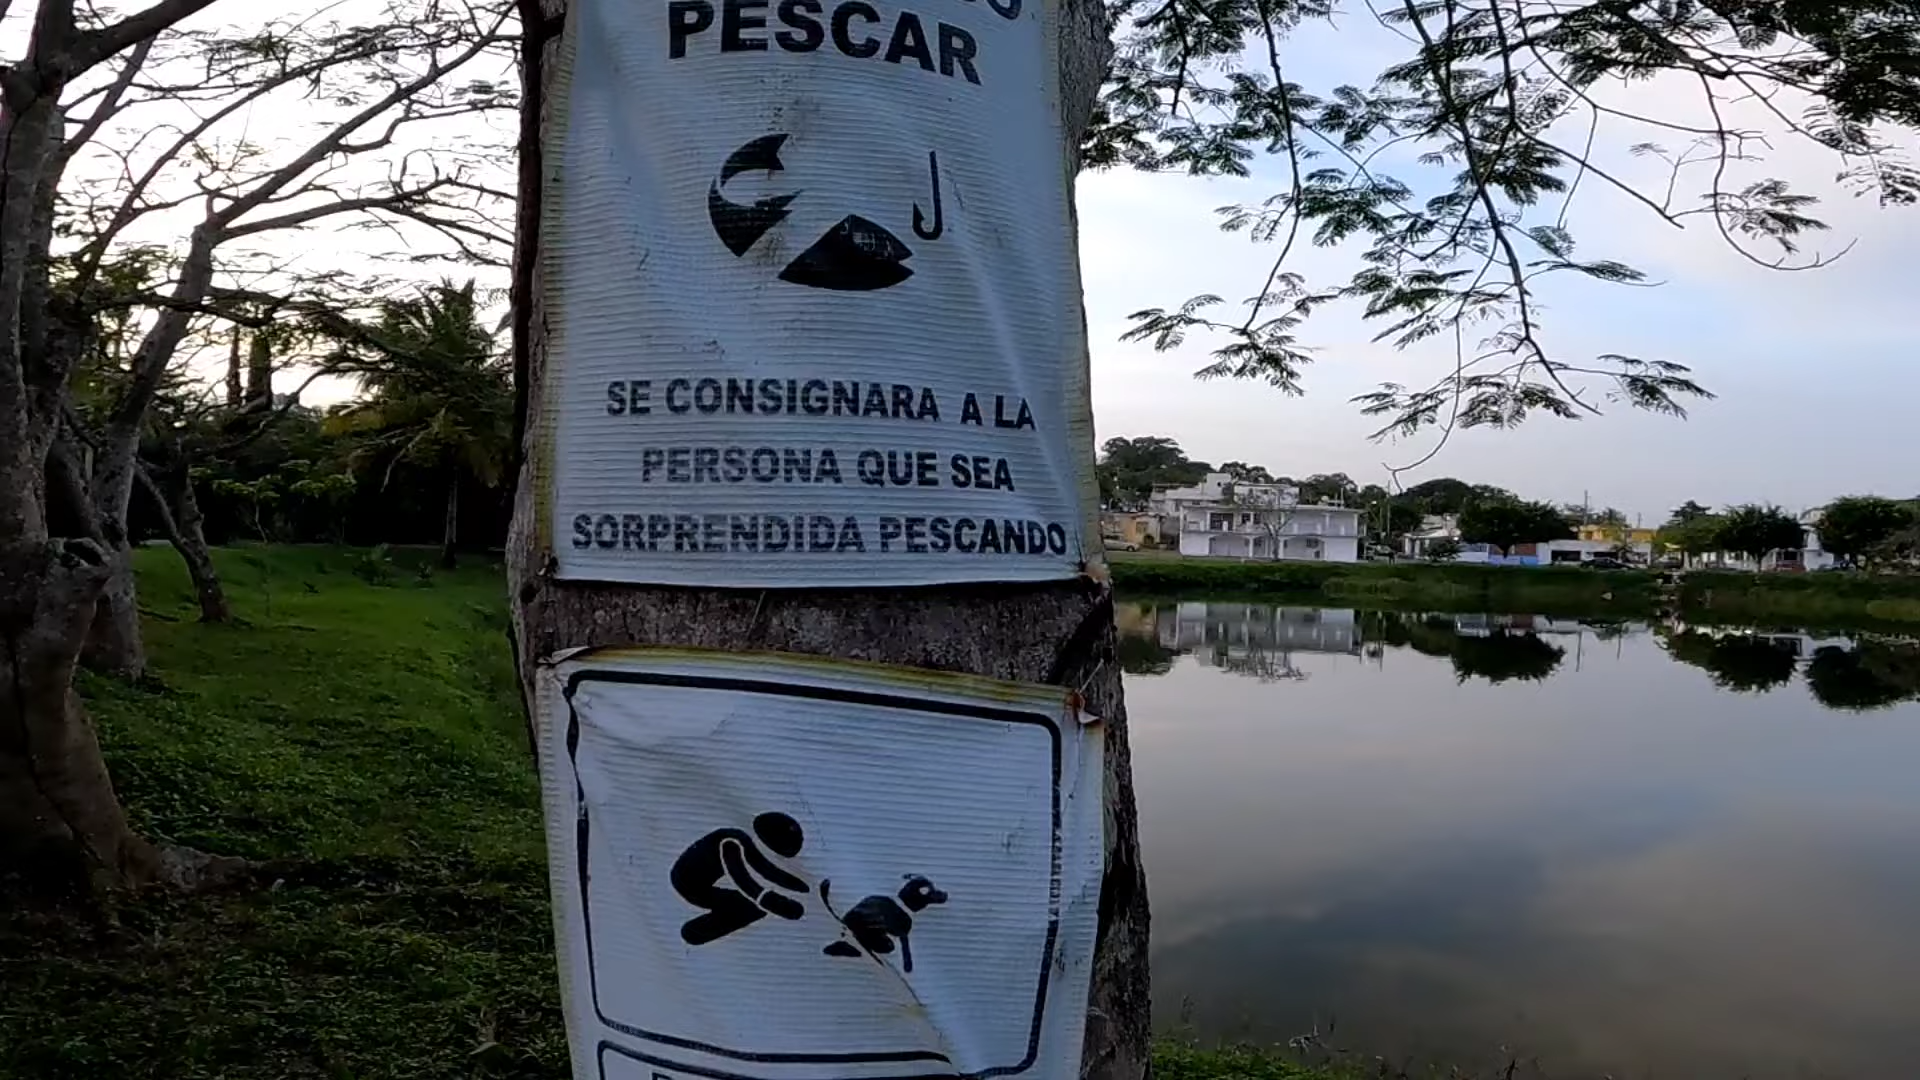 PESCAR
SE CONSIGNARA A LA
PERSONA QUE SEA
SORPRENDIDA PESCANDO